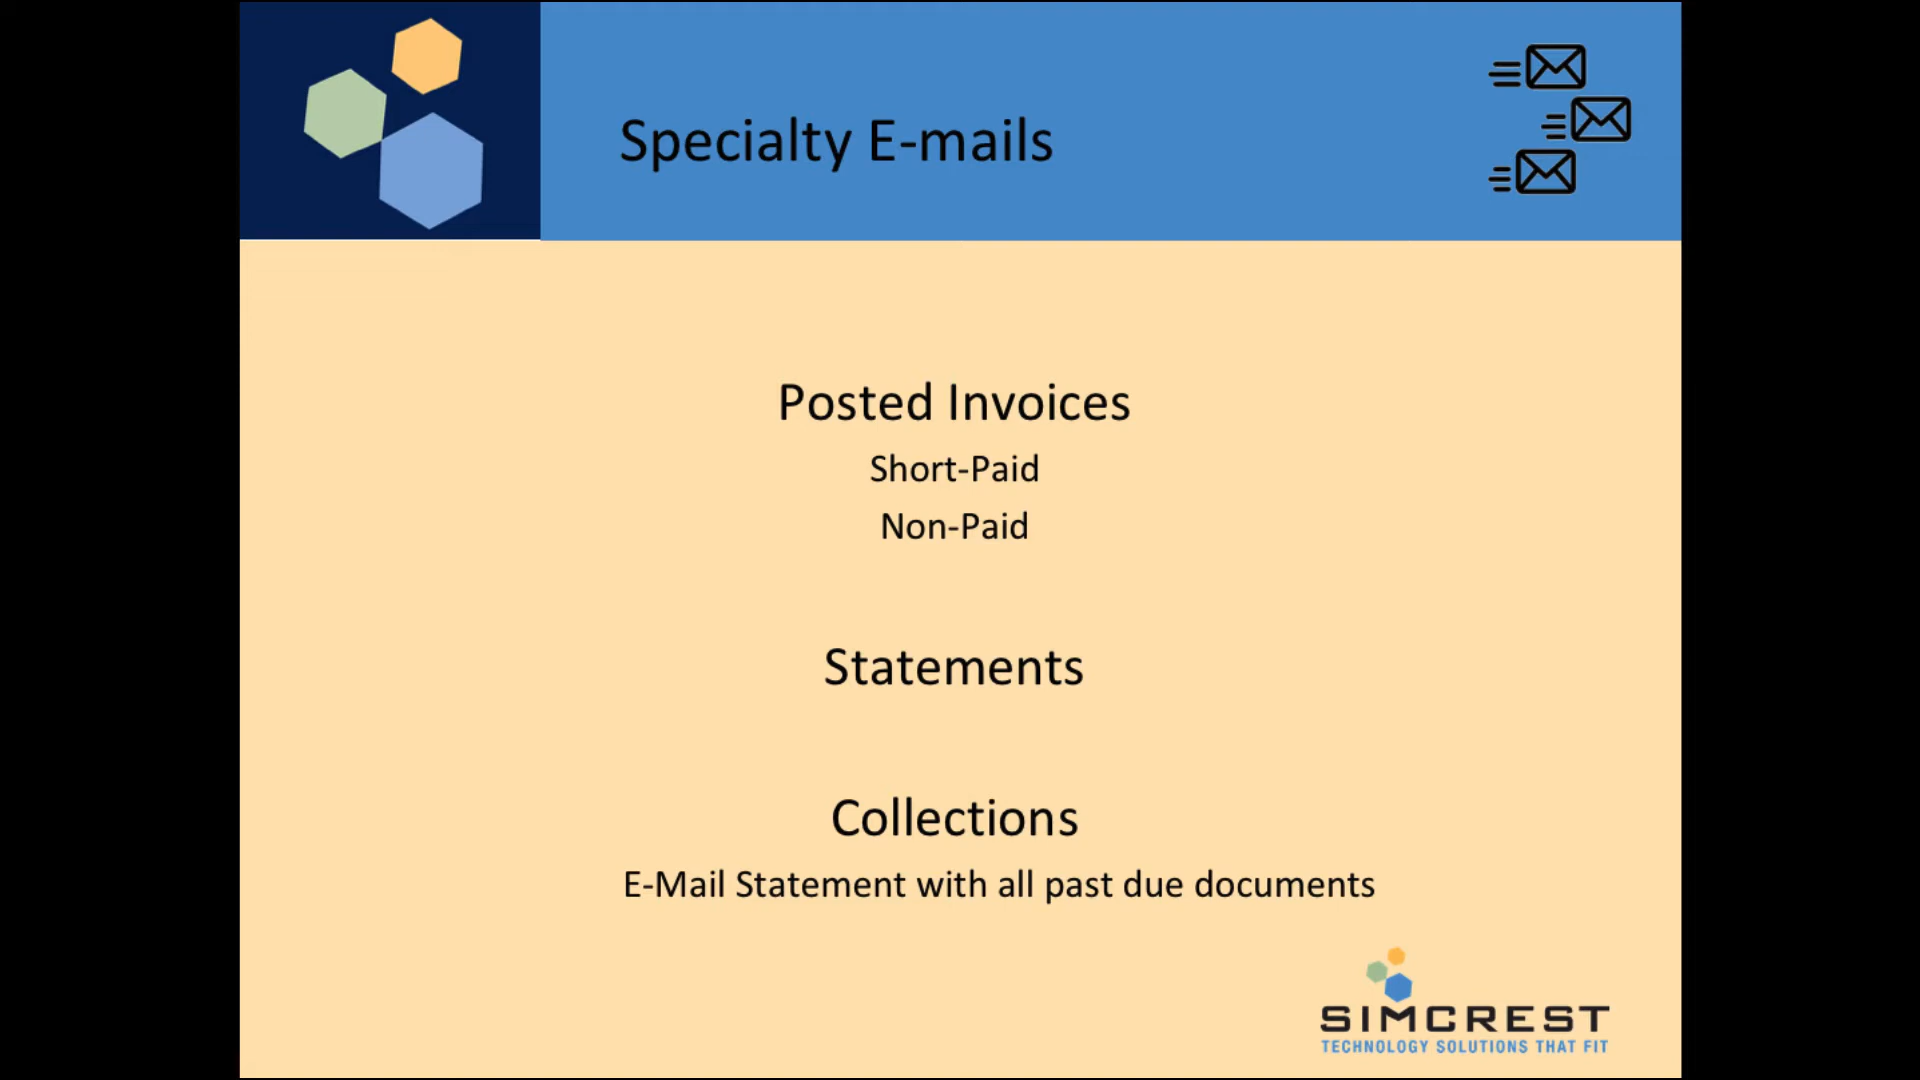 Specialty E-mails
Posted Invoices
Short-Paid
Non-Paid
Statements
Collections
E-Mail Statement with all past due documents
SIMCREST
TECHNOLOGY SOLUTIONS THAT FIT